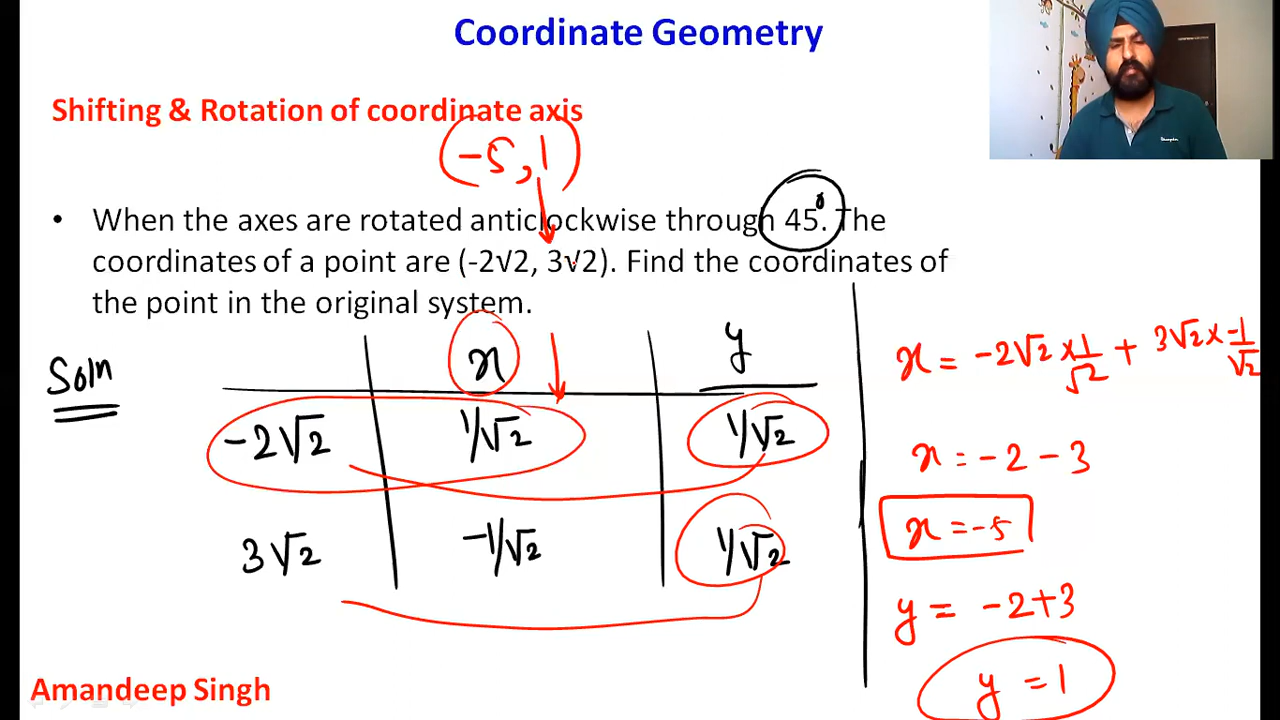 Coordinate Geometry
Shifting & Rotation of coordinate axis
(-5, 1)
• When the axes are rotated anticlockwise through 45°. The
coordinates of a point are (-2√2, 3√2). Find the coordinates of
the point in the original system.
Soln
x y
-2√2 1/√2 1/√2
3√2 -1/√2 1/√2
x = -2√2 × 1/√2 + 3√2 × -1/√2
x = -2 - 3
x = -5
y = -2+3
y = 1
Amandeep Singh